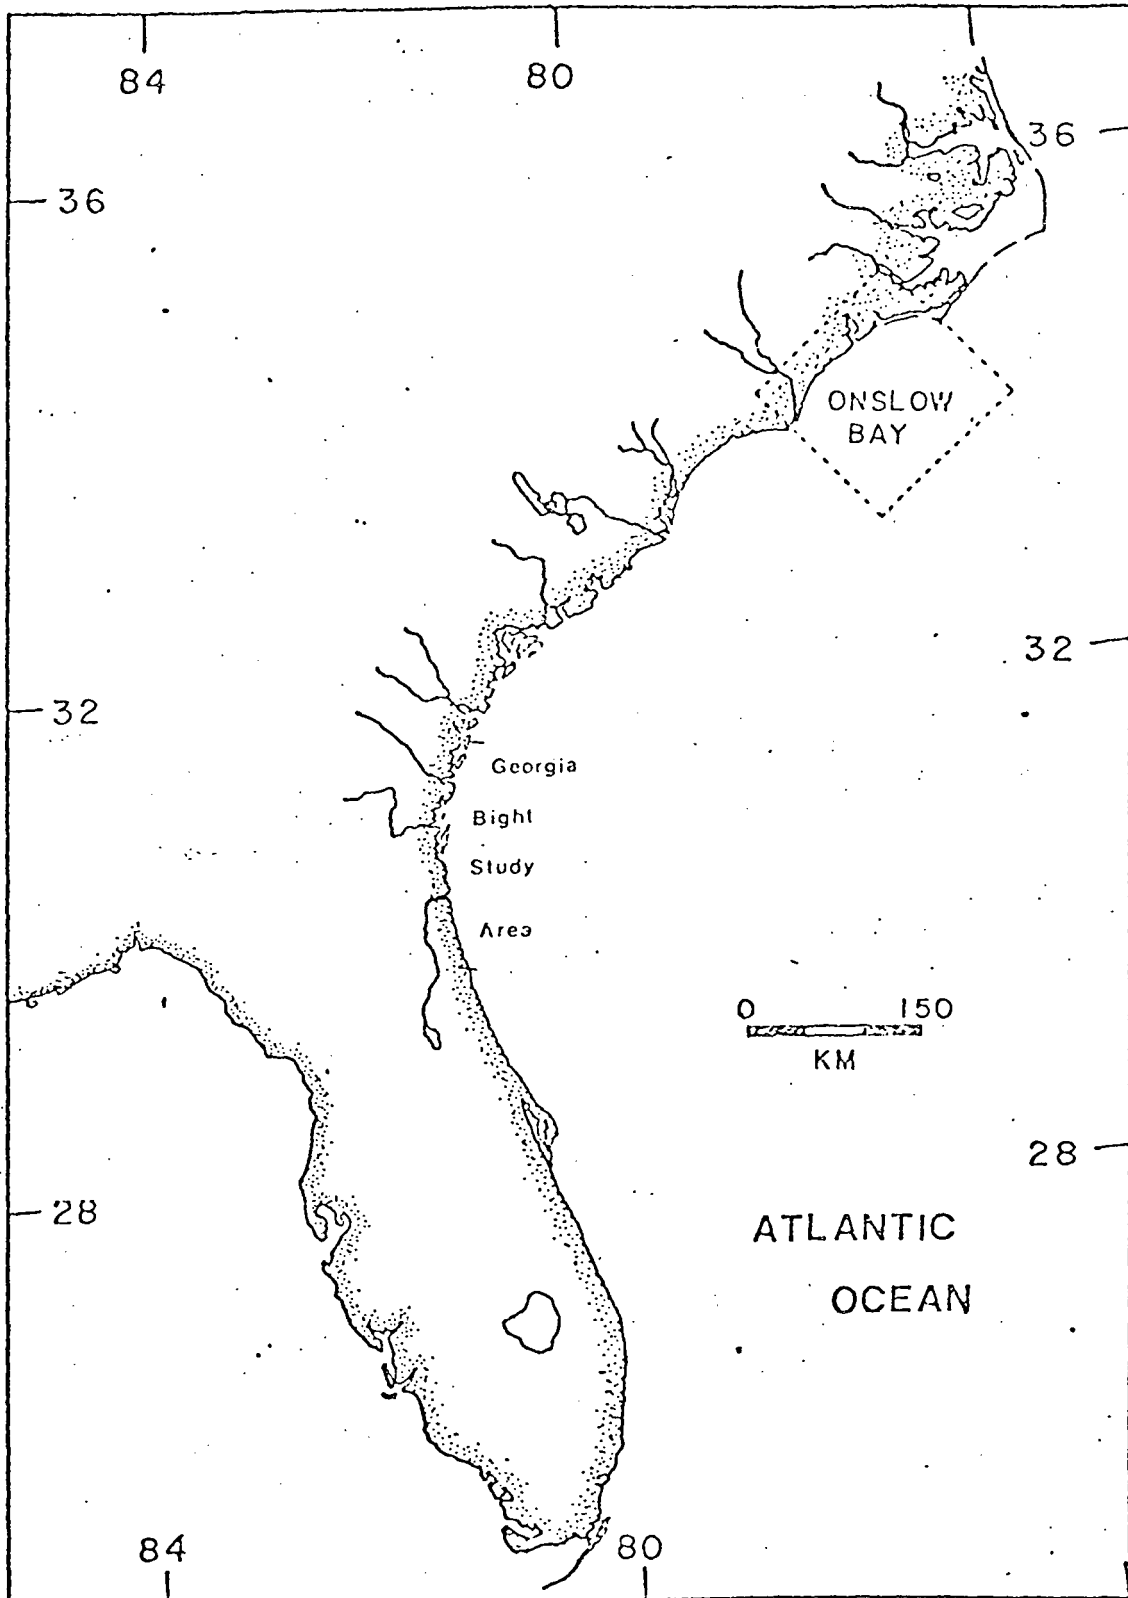 84
80
36
36
ONSLOW
BAY
32
32
Georgia
Bight
Study
Area
0 150
KM
28
28
ATLANTIC
OCEAN
84
80